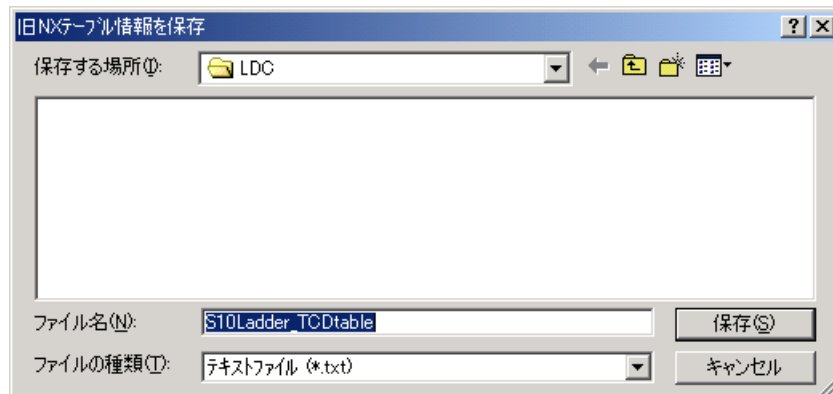 旧NXテーブル情報を保存
保存する場所(I): LDC
ファイル名(N): S10Ladder_TCDtable 保存(S)
ファイルの種類(T): テキストファイル (*.txt) キャンセル